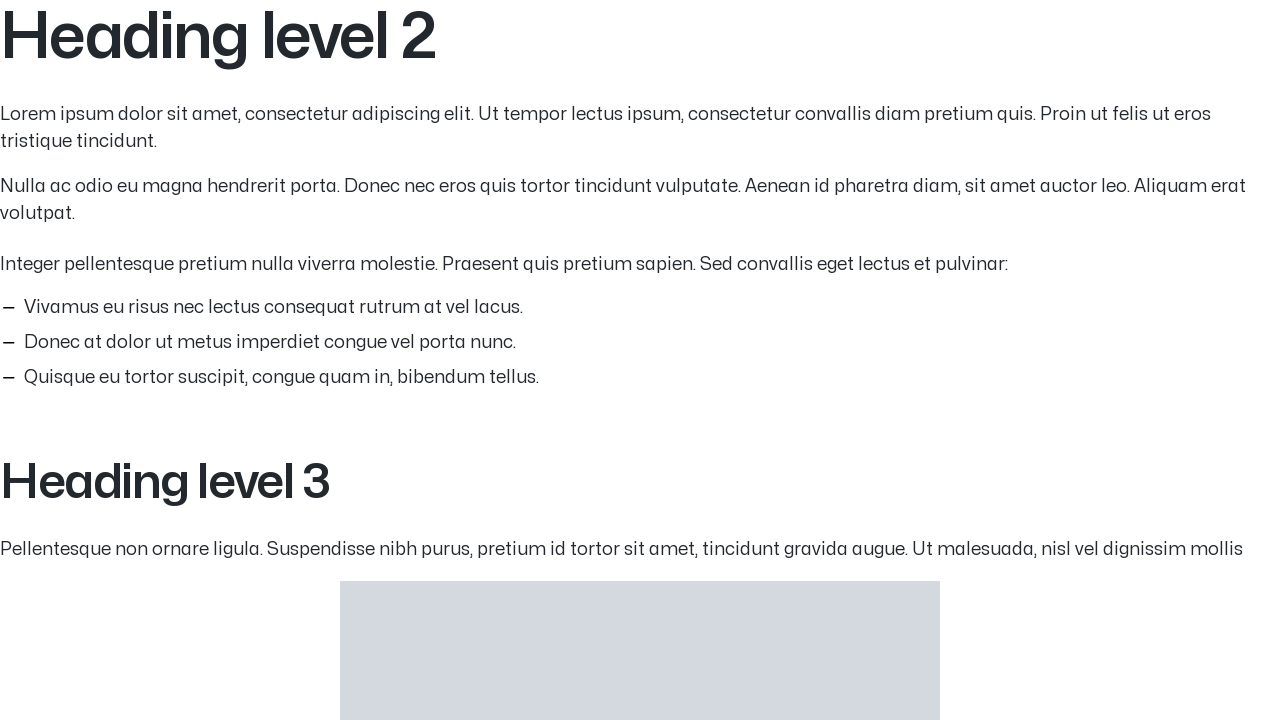 Heading level 2
Lorem ipsum dolor sit amet, consectetur adipiscing elit. Ut tempor lectus ipsum, consectetur convallis diam pretium quis. Proin ut felis ut eros
tristique tincidunt.
Nulla ac odio eu magna hendrerit porta. Donec nec eros quis tortor tincidunt vulputate. Aenean id pharetra diam, sit amet auctor leo. Aliquam erat
volutpat.
Integer pellentesque pretium nulla viverra molestie. Praesent quis pretium sapien. Sed convallis eget lectus et pulvinar:
– Vivamus eu risus nec lectus consequat rutrum at vel lacus.
– Donec at dolor ut metus imperdiet congue vel porta nunc.
– Quisque eu tortor suscipit, congue quam in, bibendum tellus.
Heading level 3
Pellentesque non ornare ligula. Suspendisse nibh purus, pretium id tortor sit amet, tincidunt gravida augue. Ut malesuada, nisl vel dignissim mollis